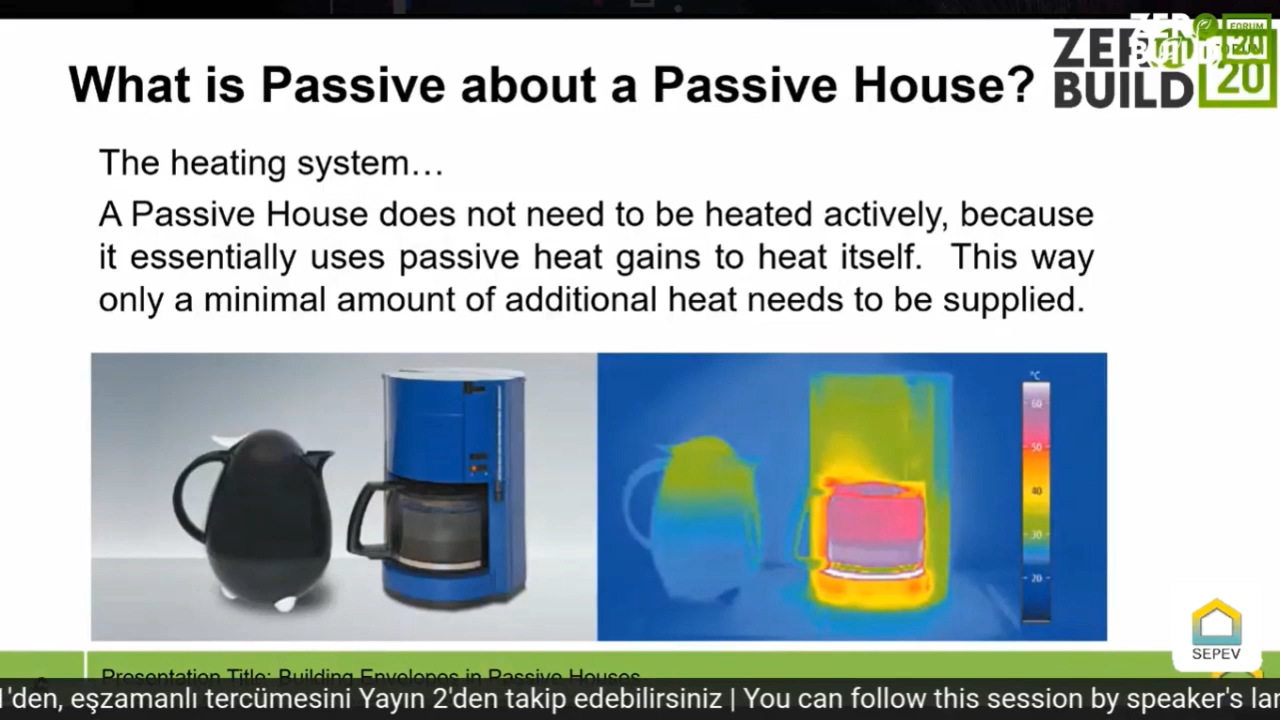 What is Passive about a Passive House?
ZERO
BUILD
FORUM
20
20
The heating system…
A Passive House does not need to be heated actively, because
it essentially uses passive heat gains to heat itself. This way
only a minimal amount of additional heat needs to be supplied.
°C
60
50
40
30
20
SEPEV
Presentation Title: Building Envelopes in Passive Houses
1'den, eşzamanlı tercümesini Yayın 2'den takip edebilirsiniz | You can follow this session by speaker's